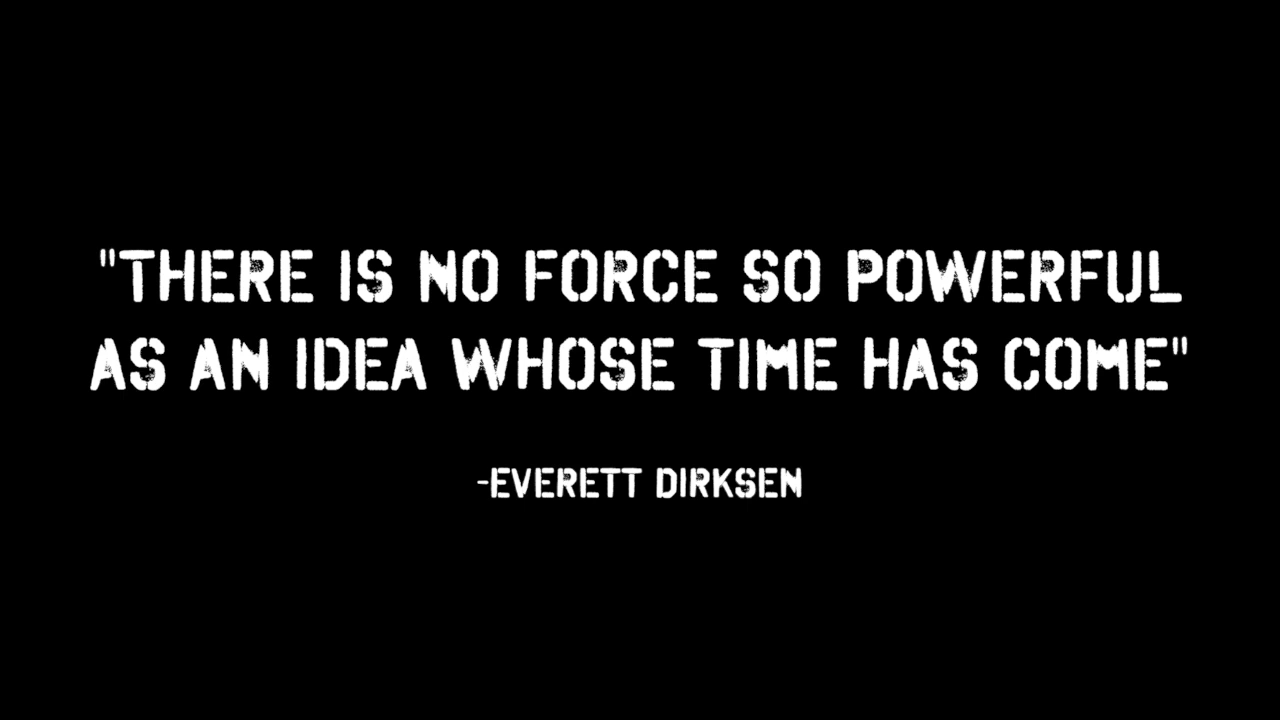 "THERE IS NO FORCE SO POWERFUL
AS AN IDEA WHOSE TIME HAS COME"
-EVERETT DIRKSEN